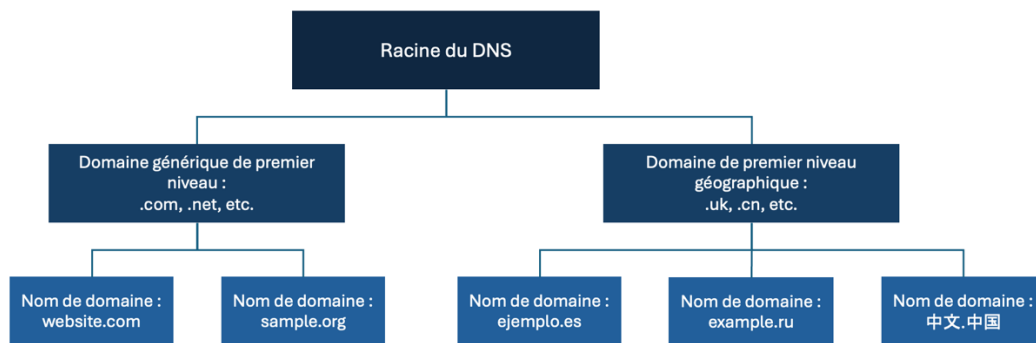 Racine du DNS
Domaine générique de premier
niveau :
.com, .net, etc.
Domaine de premier niveau
géographique :
.uk, .cn, etc.
Nom de domaine :
website.com
Nom de domaine :
sample.org
Nom de domaine :
ejemplo.es
Nom de domaine :
example.ru
Nom de domaine :
中文.中国